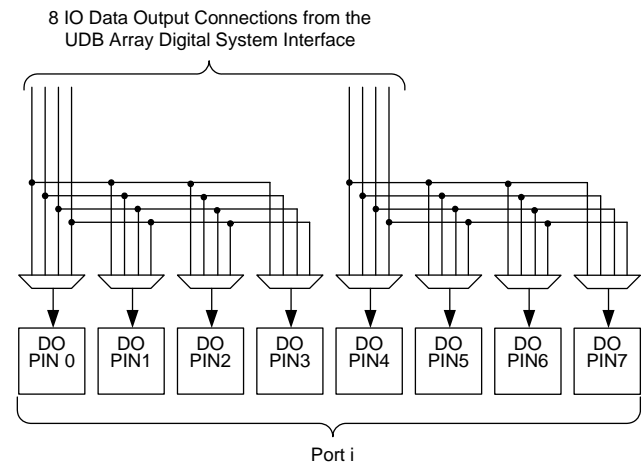 8 IO Data Output Connections from the
UDB Array Digital System Interface
DO
PIN 0
DO
PIN1
DO
PIN2
DO
PIN3
DO
PIN4
DO
PIN5
DO
PIN6
DO
PIN7
Port i